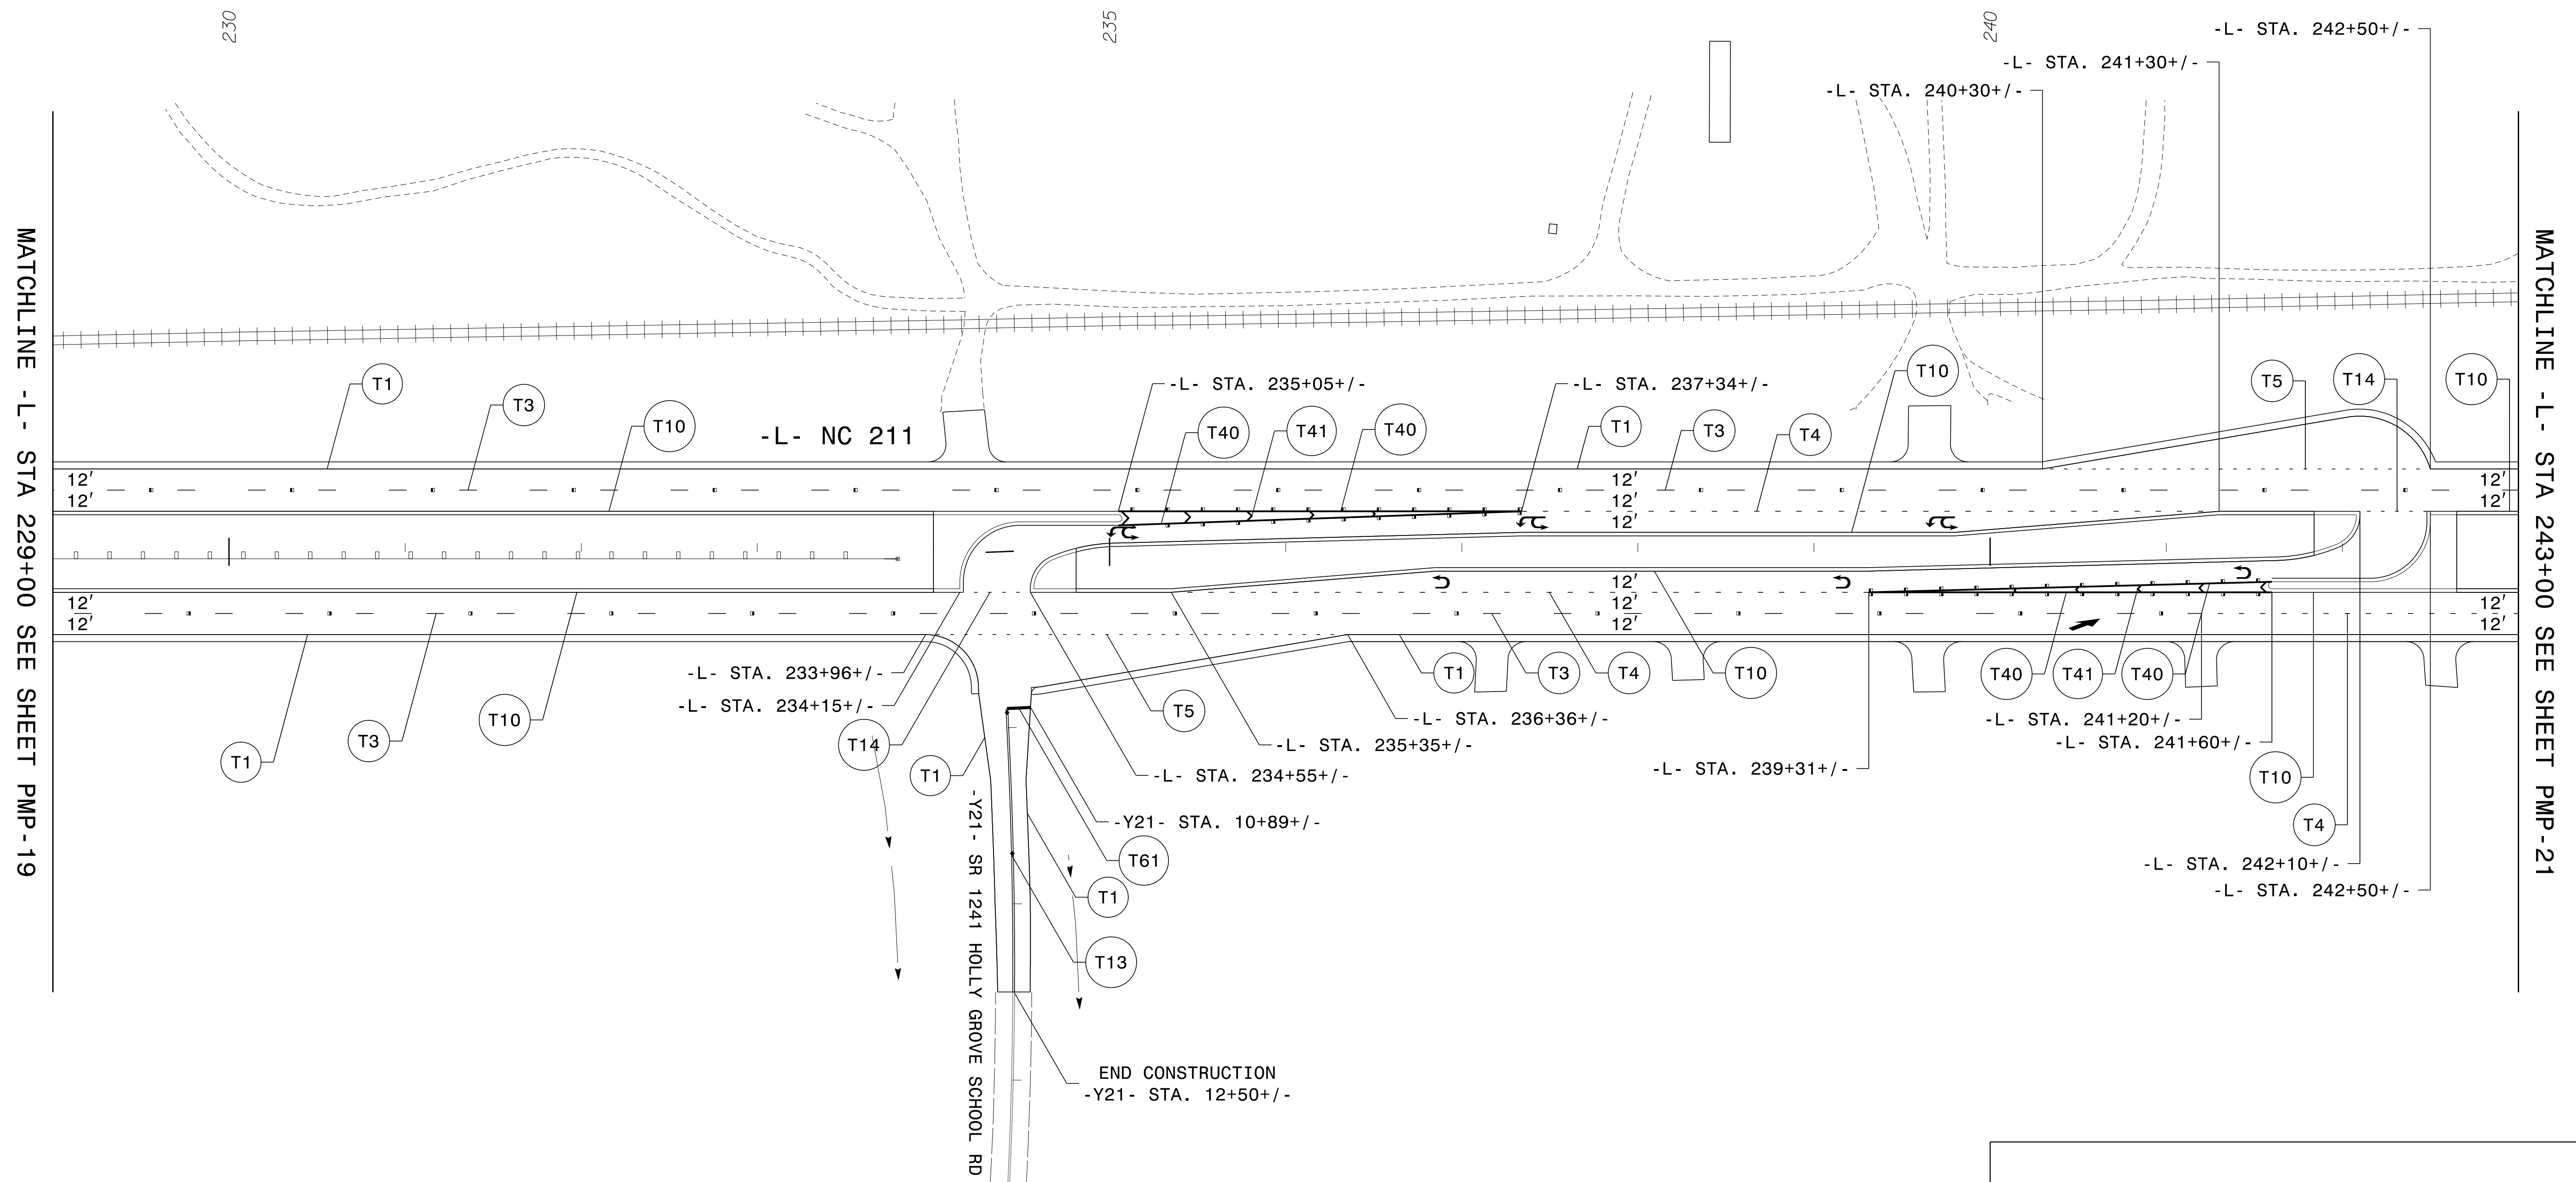 230
235
240
-L- STA. 242+50+/-
-L- STA. 241+30+/-
-L- STA. 240+30+/-
MATCHLINE -L- STA 229+00 SEE SHEET PMP-19
MATCHLINE -L- STA 243+00 SEE SHEET PMP-21
T1
T3
T10
-L- NC 211
-L- STA. 235+05+/-
T40
T41
T40
-L- STA. 237+34+/-
T1
T3
T4
T10
T5
T14
T10
12'
12'
12'
12'
12'
12'
12'
12'
12'
12'
12'
12'
12'
12'
-L- STA. 233+96+/-
-L- STA. 234+15+/-
T1
T3
T10
T14
T1
T5
T1
T3
T4
T10
T40
T41
T40
-L- STA. 236+36+/-
-L- STA. 235+35+/-
-L- STA. 234+55+/-
-L- STA. 241+20+/-
-L- STA. 241+60+/-
-L- STA. 239+31+/-
T10
T4
-Y21- STA. 10+89+/-
T61
T1
T13
-L- STA. 242+10+/-
-L- STA. 242+50+/-
-Y21- SR 1241 HOLLY GROVE SCHOOL RD
END CONSTRUCTION
-Y21- STA. 12+50+/-